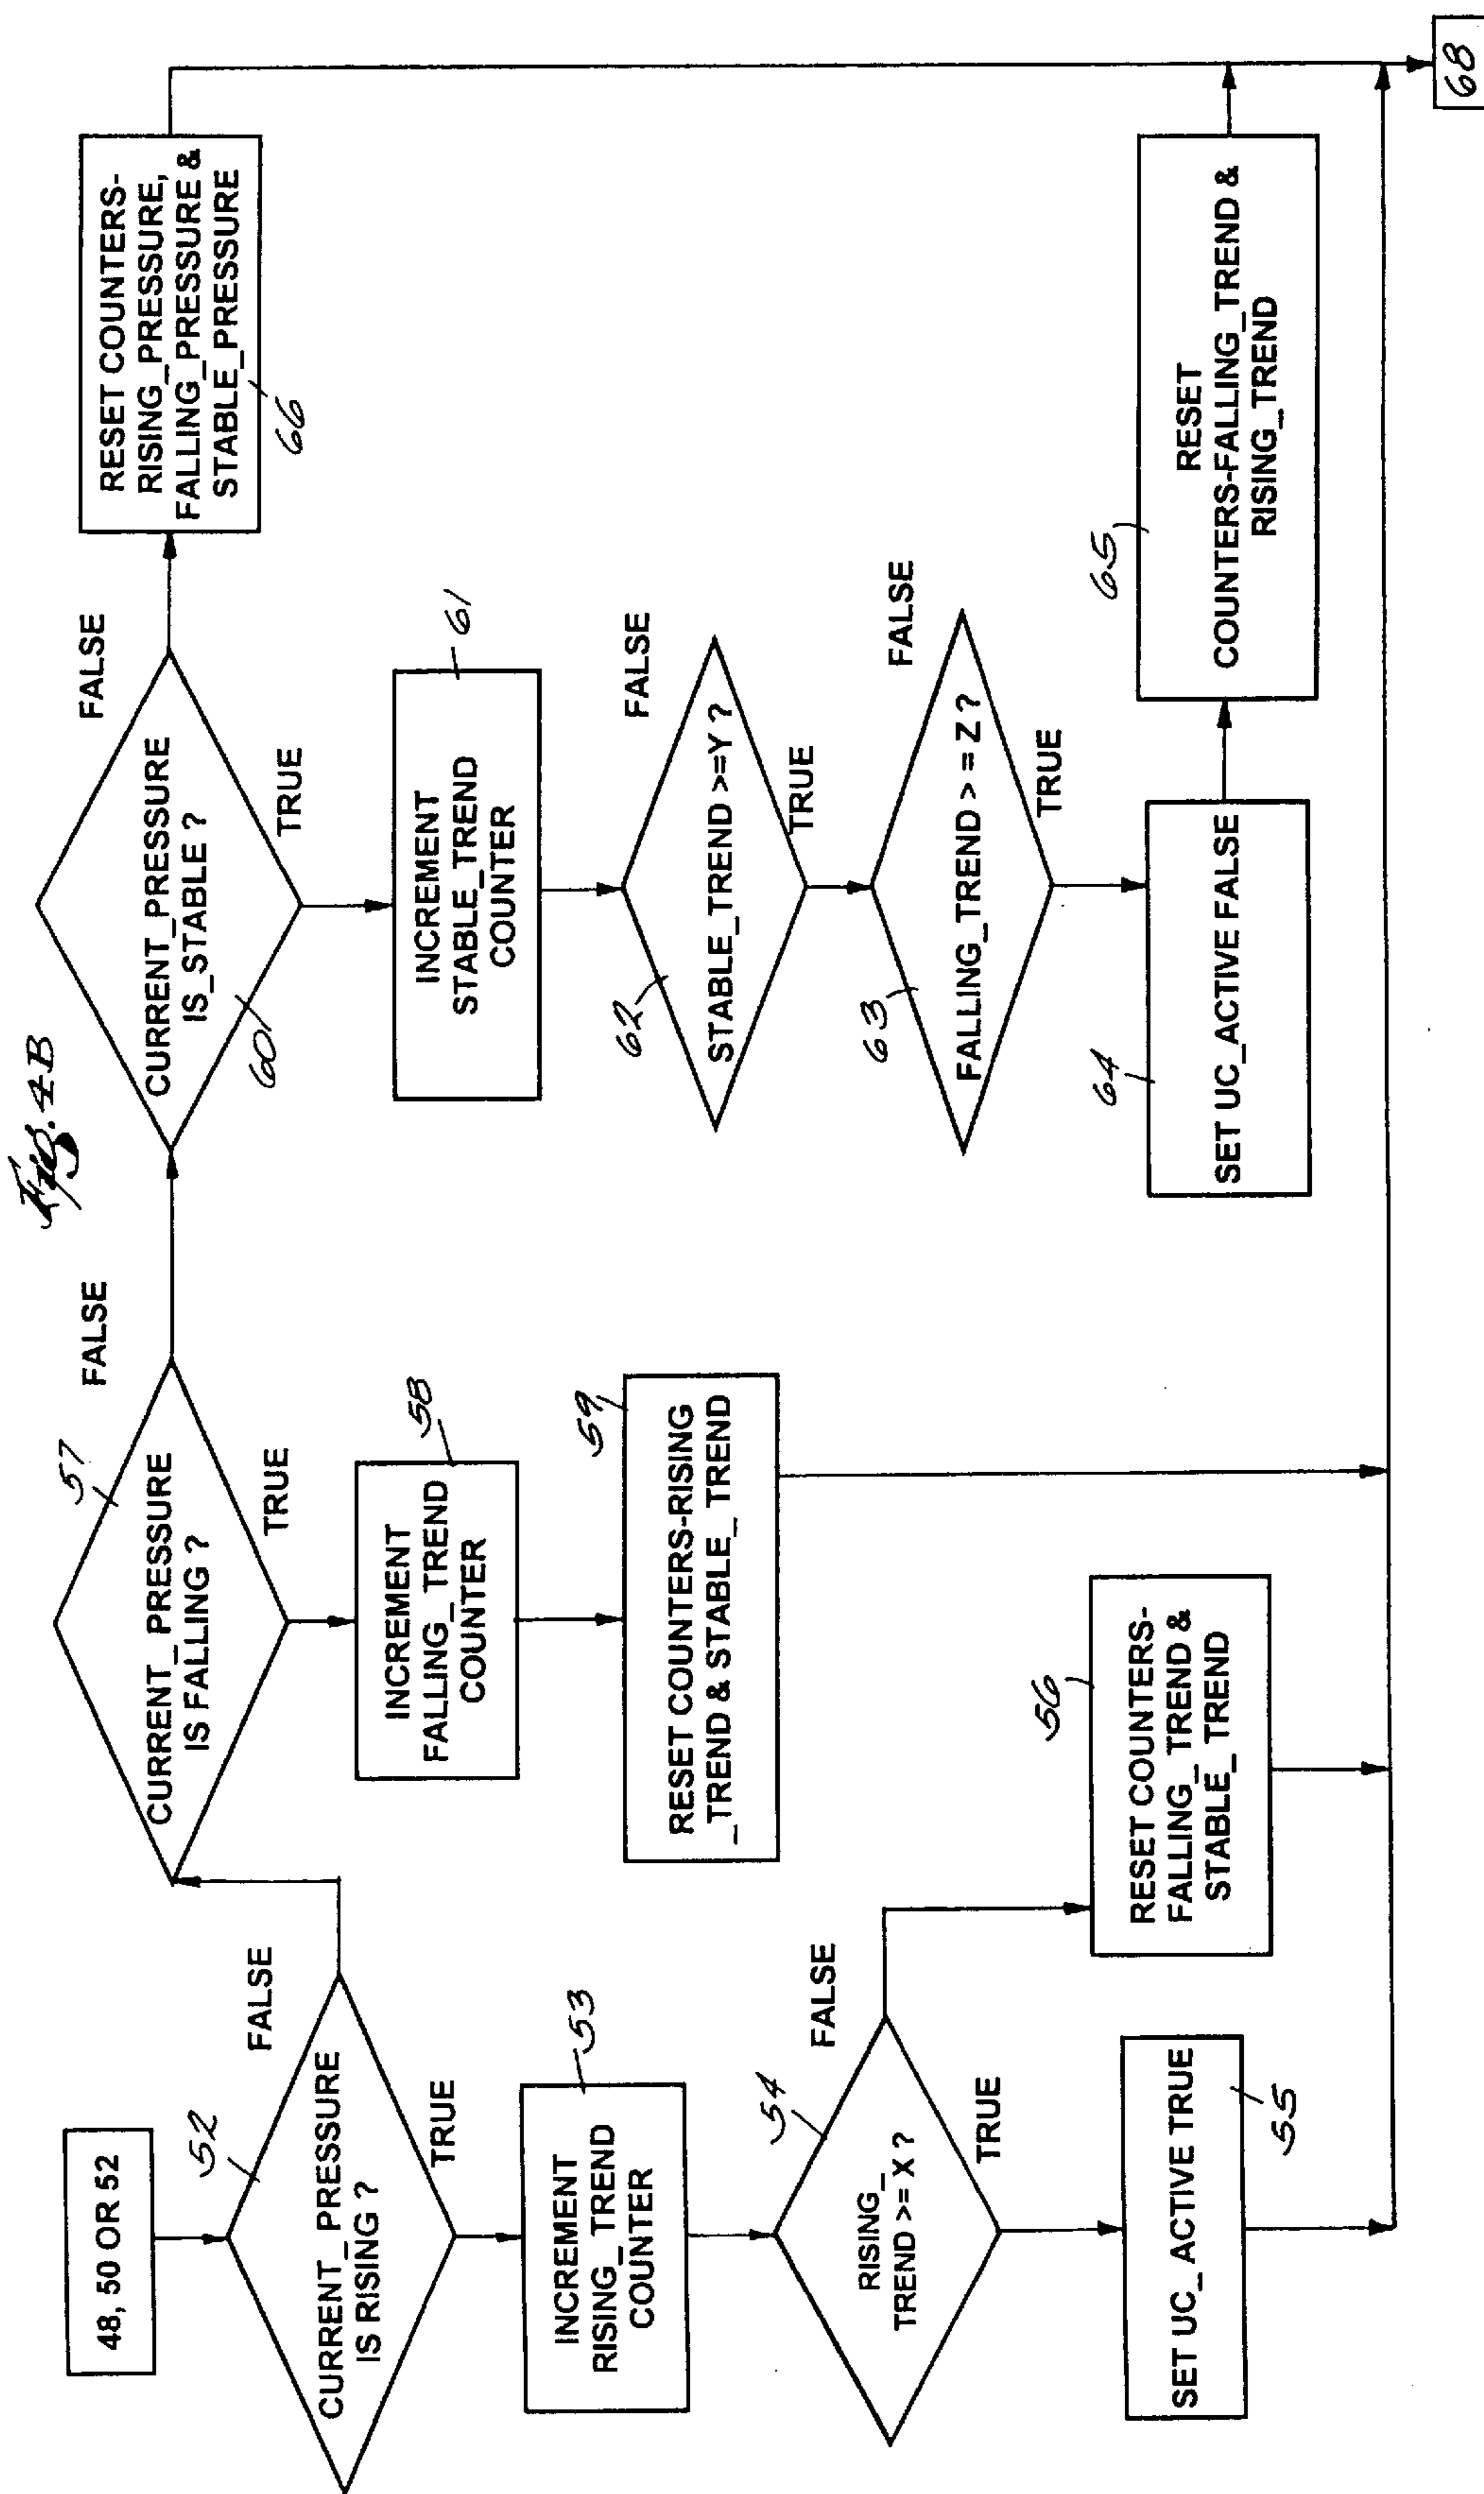 Fig. 4B
48, 50 OR 52
52
CURRENT_PRESSURE
IS RISING ?
FALSE
TRUE
53
INCREMENT
RISING_TREND
COUNTER
54
RISING_
TREND >= X ?
FALSE
TRUE
SET UC_ACTIVE TRUE
55
56
RESET COUNTERS-
FALLING_TREND &
STABLE_TREND
57
CURRENT_PRESSURE
IS FALLING ?
FALSE
TRUE
58
INCREMENT
FALLING_TREND
COUNTER
59
RESET COUNTERS-RISING
_TREND & STABLE_TREND
CURRENT_PRESSURE
IS_STABLE ?
60
FALSE
TRUE
61
INCREMENT
STABLE_TREND
COUNTER
62
STABLE_TREND >=Y ?
FALSE
TRUE
63
FALLING_TREND > = Z ?
FALSE
TRUE
64
SET UC_ACTIVE FALSE
65
RESET
COUNTERS-FALLING_TREND &
RISING_TREND
RESET COUNTERS-
RISING_PRESSURE,
FALLING_PRESSURE &
STABLE_PRESSURE
66
68